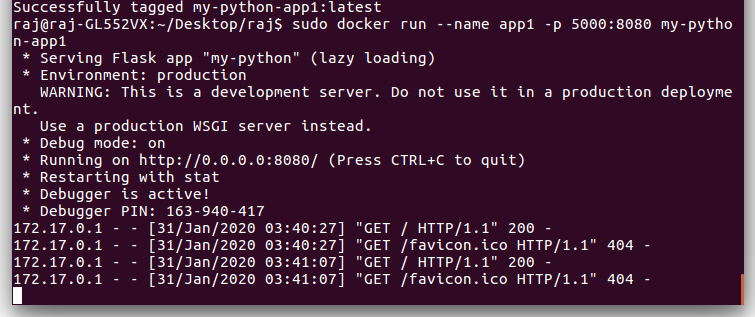 Successfully tagged my-python-app1:latest
raj@raj-GL552VX:~/Desktop/raj$ sudo docker run --name app1 -p 5000:8080 my-pytho
n-app1
 * Serving Flask app "my-python" (lazy loading)
 * Environment: production
   WARNING: This is a development server. Do not use it in a production deployme
nt.
   Use a production WSGI server instead.
 * Debug mode: on
 * Running on http://0.0.0.0:8080/ (Press CTRL+C to quit)
 * Restarting with stat
 * Debugger is active!
 * Debugger PIN: 163-940-417
172.17.0.1 - - [31/Jan/2020 03:40:27] "GET / HTTP/1.1" 200 -
172.17.0.1 - - [31/Jan/2020 03:40:27] "GET /favicon.ico HTTP/1.1" 404 -
172.17.0.1 - - [31/Jan/2020 03:41:07] "GET / HTTP/1.1" 200 -
172.17.0.1 - - [31/Jan/2020 03:41:07] "GET /favicon.ico HTTP/1.1" 404 -